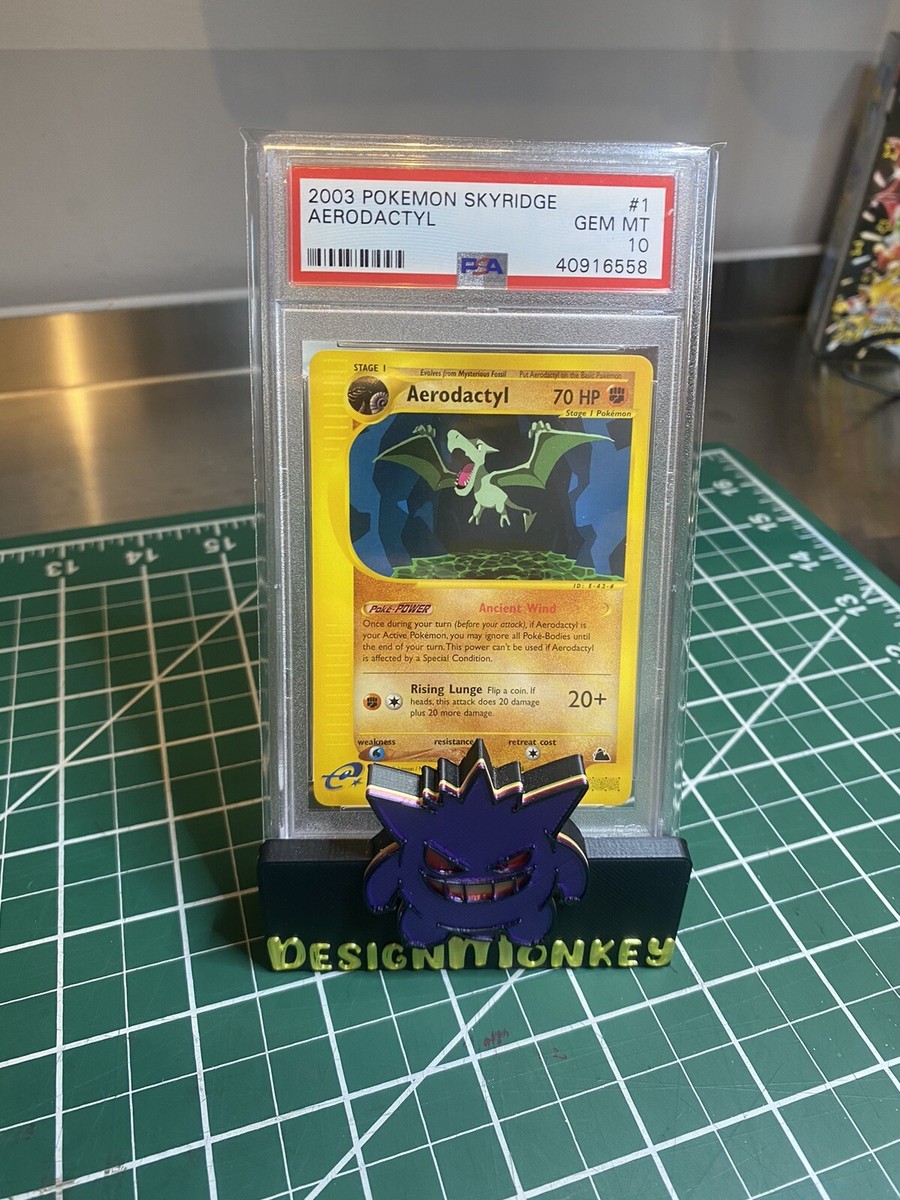 2003 POKEMON SKYRIDGE #1
AERODACTYL GEM MT
10
PSA 40916558
STAGE 1 Evolves from Mysterious Fossil Put Aerodactyl on the Basic Pokémon
Aerodactyl 70 HP
Stage 1 Pokémon
ID: E-42-#
Poké-POWER Ancient Wind
Once during your turn (before your attack), if Aerodactyl is
your Active Pokémon, you may ignore all Poké-Bodies until
the end of your turn. This power can't be used if Aerodactyl
is affected by a Special Condition.
Rising Lunge Flip a coin. If
heads, this attack does 20 damage
plus 20 more damage.
20+
weakness resistance retreat cost
e
DESIGNMONKEY
13
14
15
16
15
14
13
12